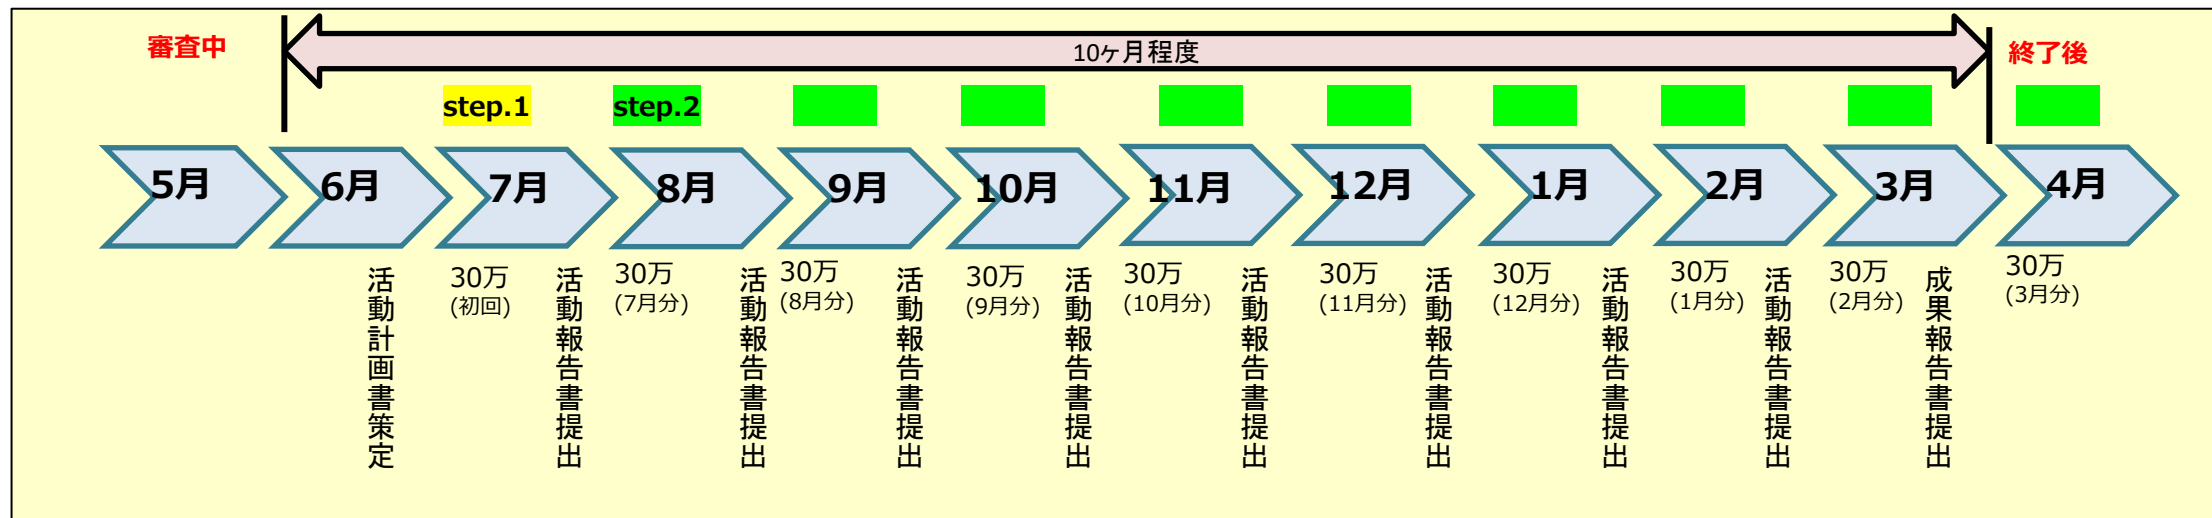 審査中
10ヶ月程度
終了後
step.1
step.2
5月
6月
7月
8月
9月
10月
11月
12月
1月
2月
3月
4月
活動計画書策定
30万
(初回)
活動報告書提出
30万
(7月分)
活動報告書提出
30万
(8月分)
活動報告書提出
30万
(9月分)
活動報告書提出
30万
(10月分)
活動報告書提出
30万
(11月分)
活動報告書提出
30万
(12月分)
活動報告書提出
30万
(1月分)
活動報告書提出
30万
(2月分)
成果報告書提出
30万
(3月分)